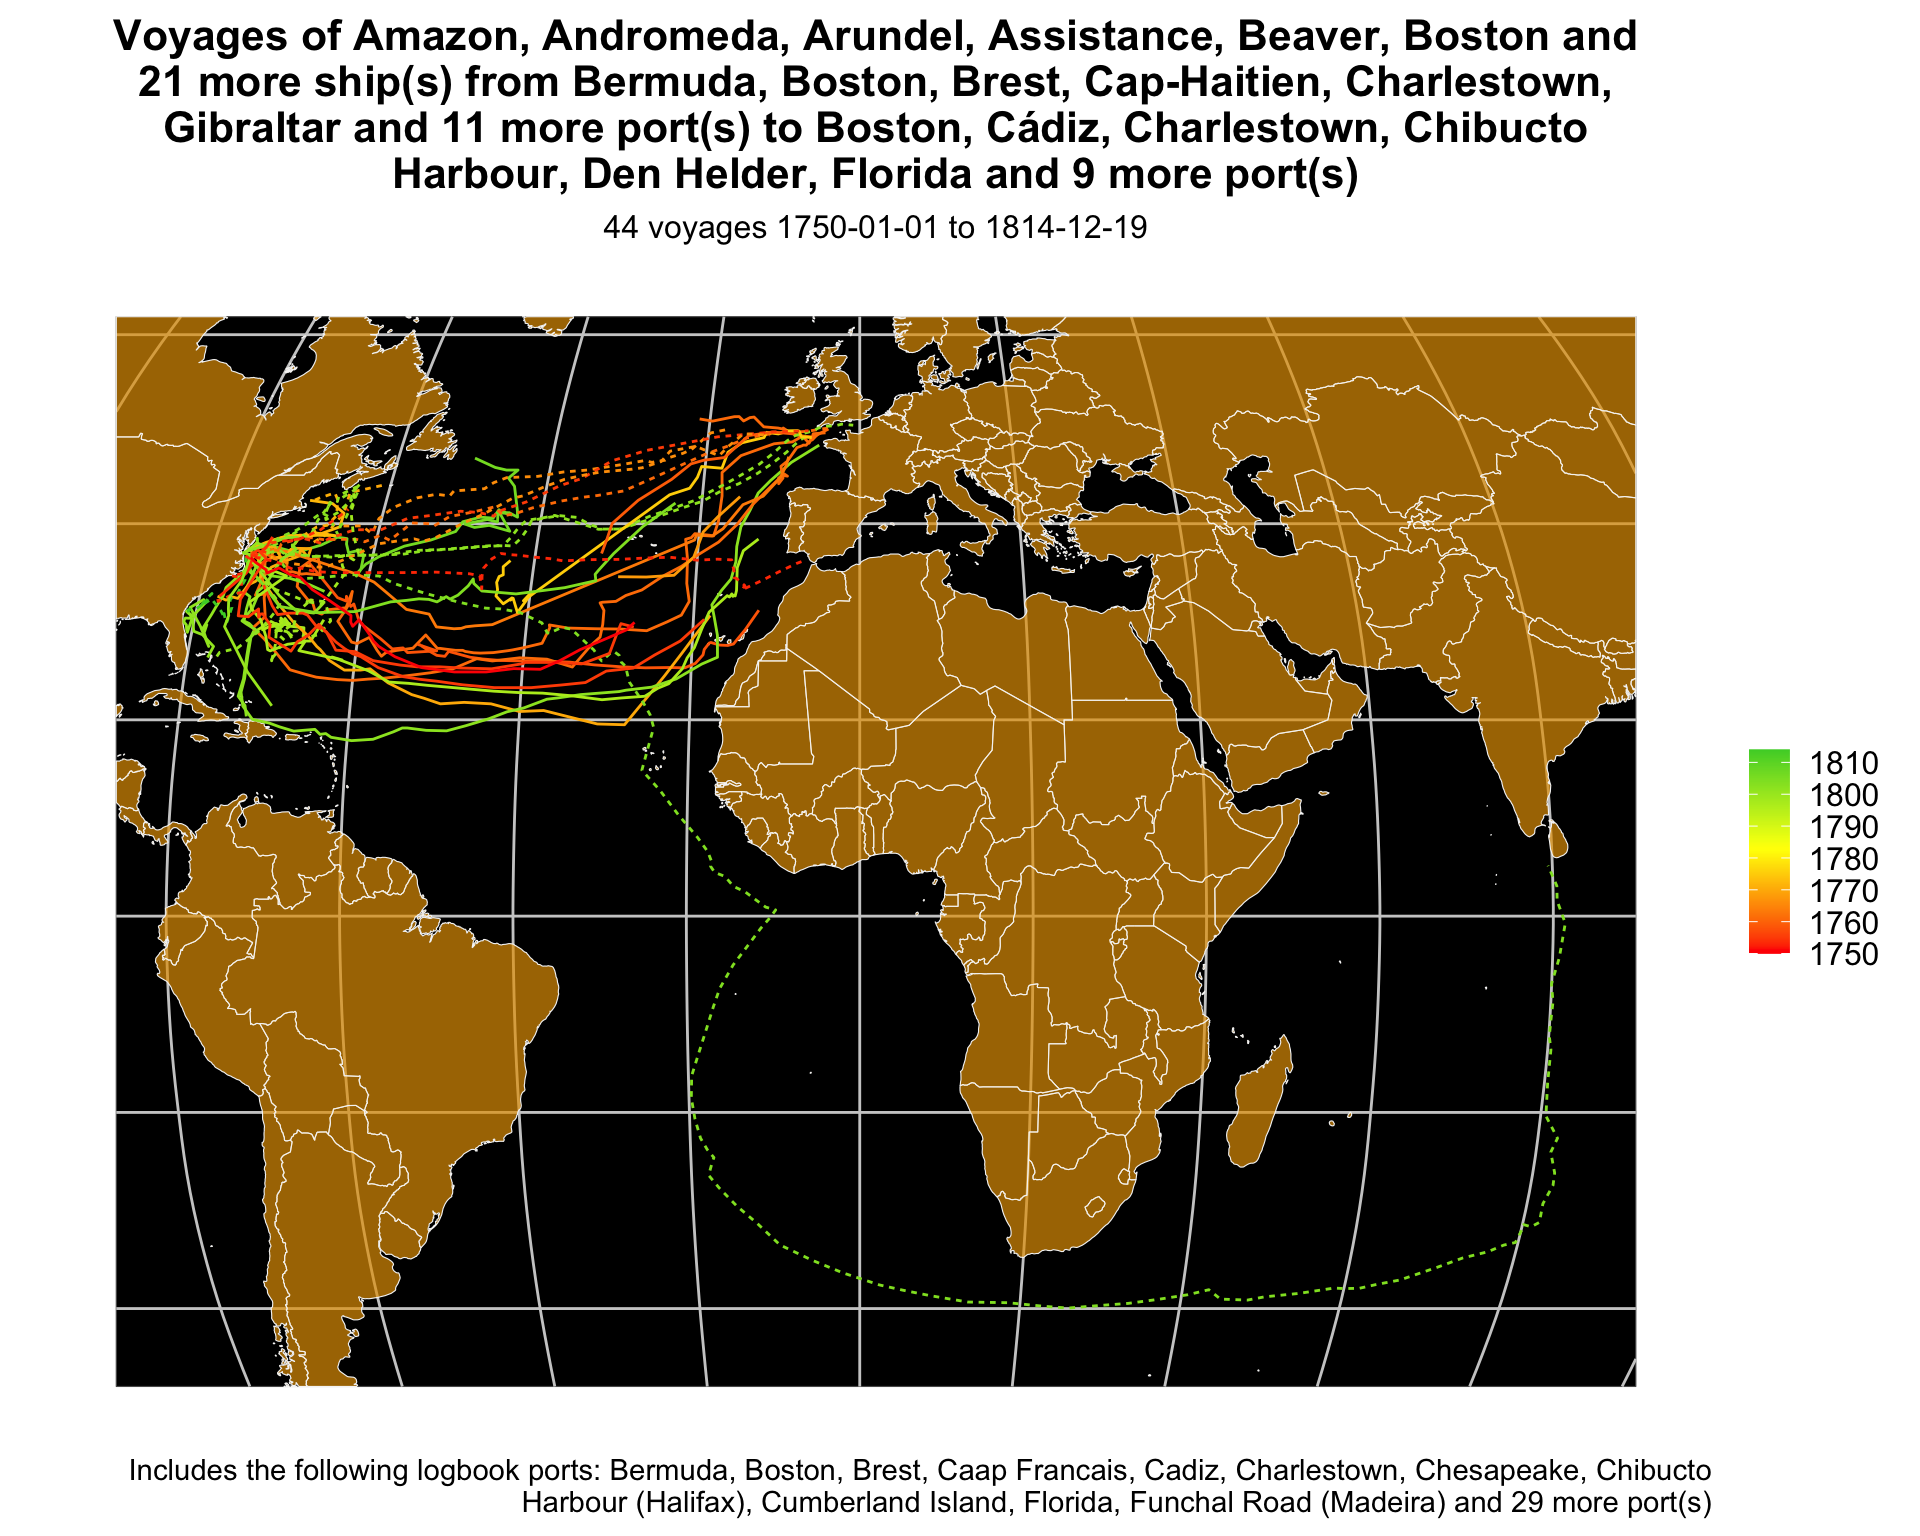 Voyages of Amazon, Andromeda, Arundel, Assistance, Beaver, Boston and
21 more ship(s) from Bermuda, Boston, Brest, Cap-Haitien, Charlestown,
Gibraltar and 11 more port(s) to Boston, Cádiz, Charlestown, Chibucto
Harbour, Den Helder, Florida and 9 more port(s)
44 voyages 1750-01-01 to 1814-12-19
1810
1800
1790
1780
1770
1760
1750
Includes the following logbook ports: Bermuda, Boston, Brest, Caap Francais, Cadiz, Charlestown, Chesapeake, Chibucto
Harbour (Halifax), Cumberland Island, Florida, Funchal Road (Madeira) and 29 more port(s)